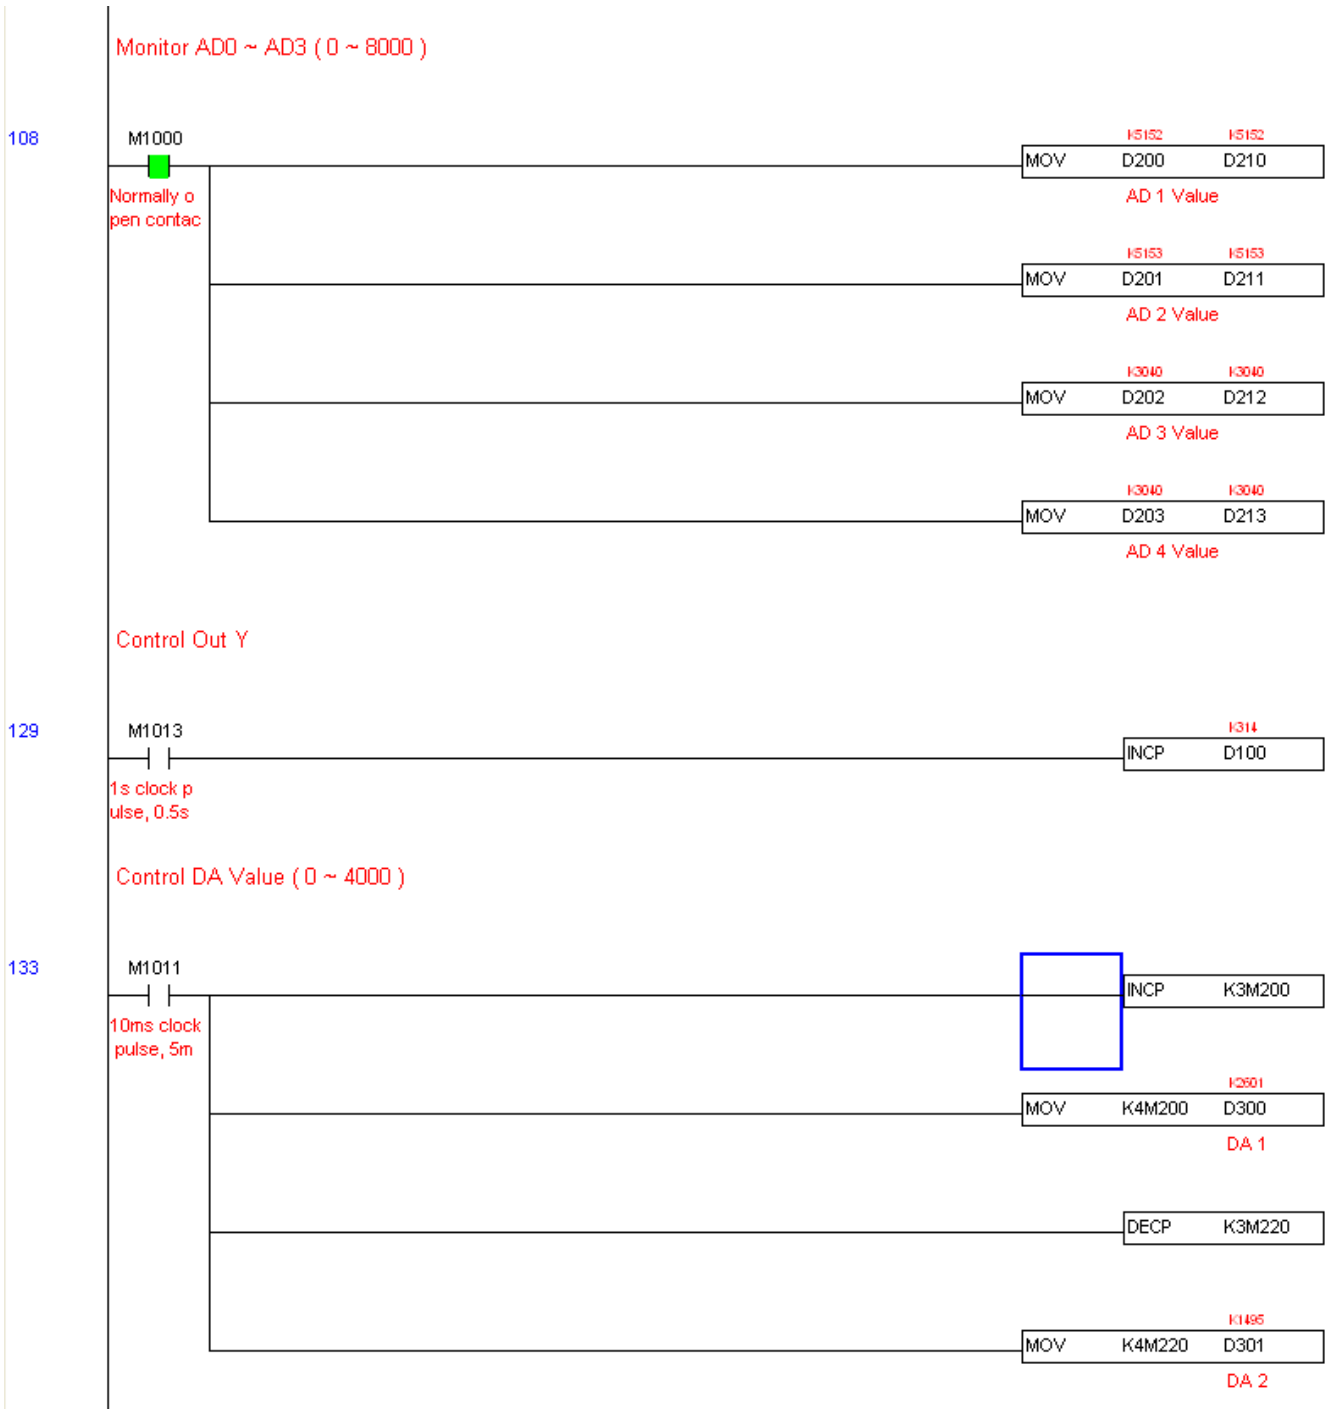 Monitor AD0 ~ AD3 ( 0 ~ 8000 )
108 M1000 K5152 K5152
MOV D200 D210
Normally o AD 1 Value
pen contac
K5153 K5153
MOV D201 D211
AD 2 Value
K3040 K3040
MOV D202 D212
AD 3 Value
K3040 K3040
MOV D203 D213
AD 4 Value
Control Out Y
129 M1013 K314
INCP D100
1s clock p
ulse, 0.5s
Control DA Value ( 0 ~ 4000 )
133 M1011
INCP K3M200
10ms clock
pulse, 5m
K2601
MOV K4M200 D300
DA 1
DECP K3M220
K1495
MOV K4M220 D301
DA 2